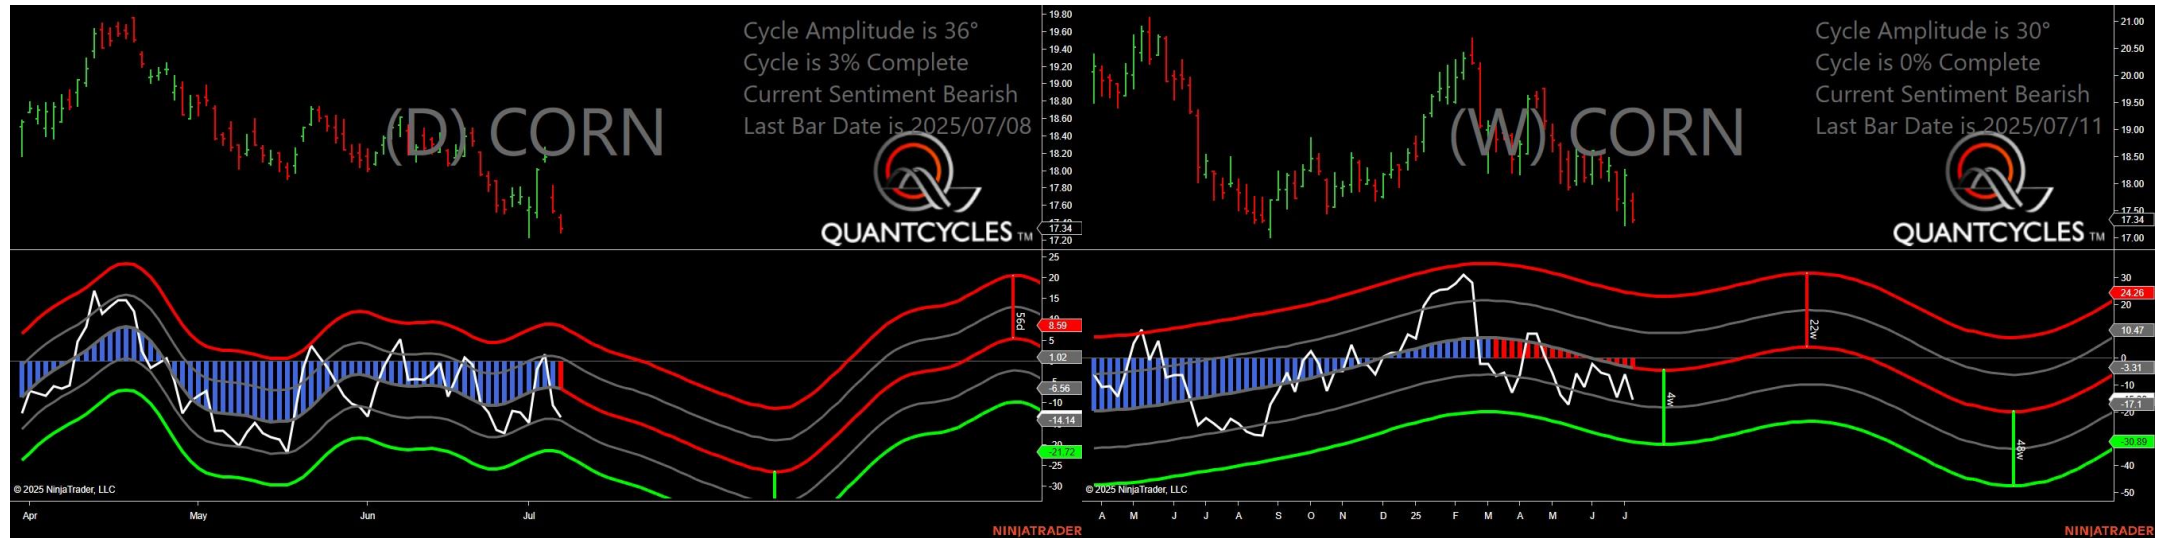 Cycle Amplitude is 36°
Cycle is 3% Complete
Current Sentiment Bearish
Last Bar Date is 2025/07/08
(D) CORN
QUANTCYCLES TM
19.80
19.60
19.40
19.20
19.00
18.80
18.60
18.40
18.20
18.00
17.80
17.60
17.34
17.20
25
20
15
8.59
5
1.02
-6.56
-10
-14.14
-21.72
-25
-30
56d
© 2025 NinjaTrader, LLC
Apr May Jun Jul
NINJATRADER
Cycle Amplitude is 30°
Cycle is 0% Complete
Current Sentiment Bearish
Last Bar Date is 2025/07/11
(W) CORN
QUANTCYCLES TM
21.00
20.50
20.00
19.50
19.00
18.50
18.00
17.50
17.34
17.00
30
24.26
20
10.47
0
-3.31
-10
-17.1
-20
-30.89
-40
-50
22w
4w
48w
© 2025 NinjaTrader, LLC
A M J J A S O N D 25 F M A M J J
NINJATRADER